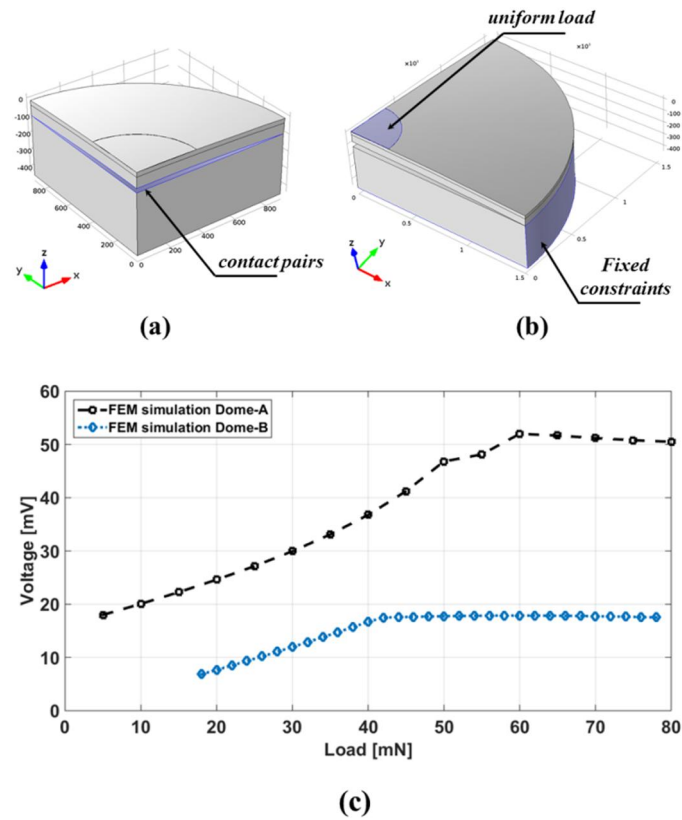 uniform load
×10³
×10³
0
-100
-200
-300
-400
800
600
400
200
0
0
200
400
600
800
contact pairs
z
y
x
(a)
0
-100
-200
-300
-400
0
0.5
1
1.5
0
0.5
1
1.5
Fixed
constraints
z
y
x
(b)
FEM simulation Dome-A
FEM simulation Dome-B
Voltage [mV]
60
50
40
30
20
10
0
0 10 20 30 40 50 60 70 80
Load [mN]
(c)